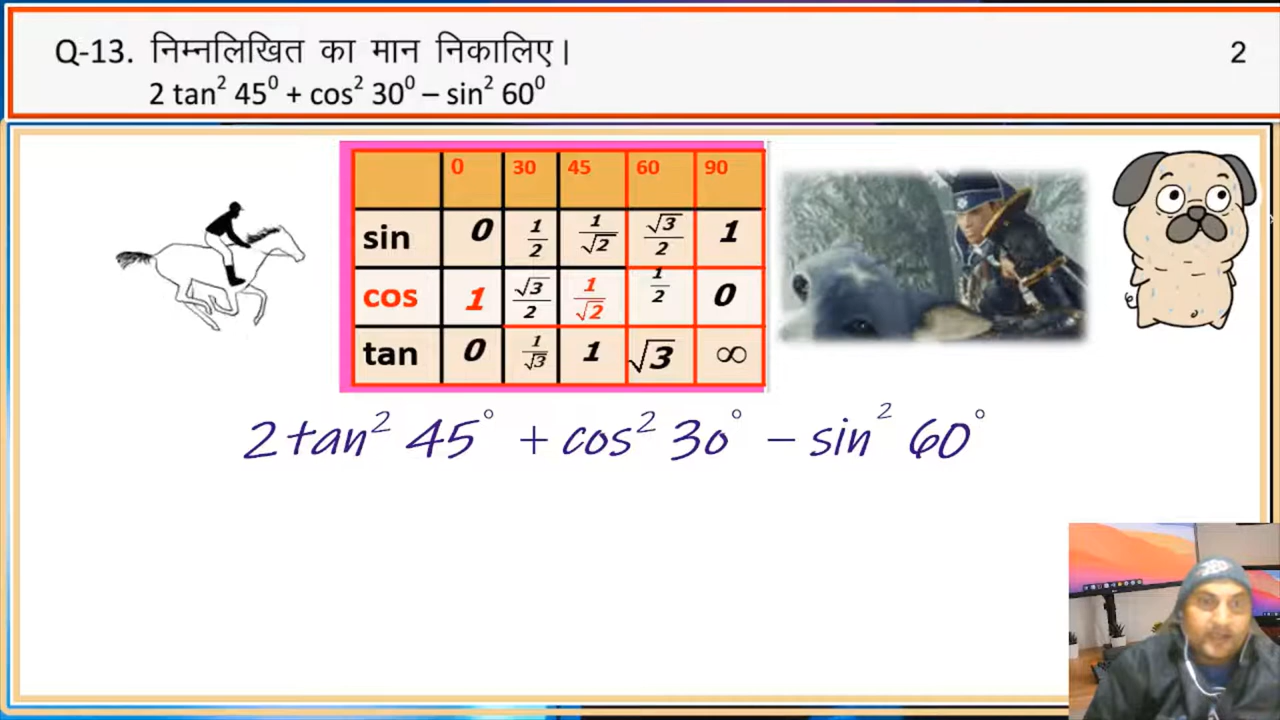 Q-13. निम्नलिखित का मान निकालिए। 2
2 tan² 45⁰ + cos² 30⁰ – sin² 60⁰
0 30 45 60 90
sin 0 1/2 1/√2 √3/2 1
cos 1 √3/2 1/√2 1/2 0
tan 0 1/√3 1 √3 ∞
2 tan² 45° + cos² 30° – sin² 60°